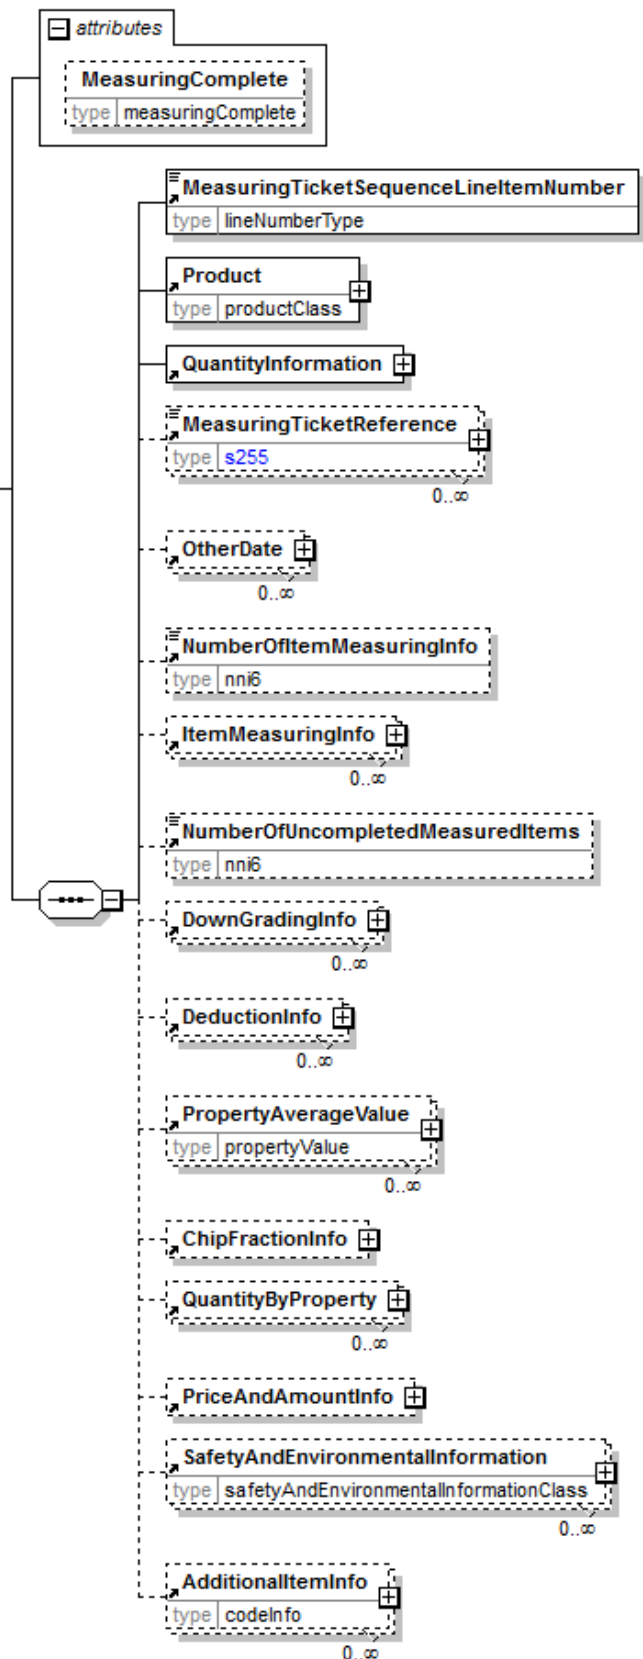 attributes
MeasuringComplete
type measuringComplete
MeasuringTicketSequenceLineItemNumber
type lineNumberType
Product
type productClass
QuantityInformation
MeasuringTicketReference
type s255
0..∞
OtherDate
0..∞
NumberOfItemMeasuringInfo
type nni6
ItemMeasuringInfo
0..∞
NumberOfUncompletedMeasuredItems
type nni6
DownGradingInfo
0..∞
DeductionInfo
0..∞
PropertyAverageValue
type propertyValue
0..∞
ChipFractionInfo
QuantityByProperty
0..∞
PriceAndAmountInfo
SafetyAndEnvironmentalInformation
type safetyAndEnvironmentalInformationClass
0..∞
AdditionalItemInfo
type codeInfo
0..∞